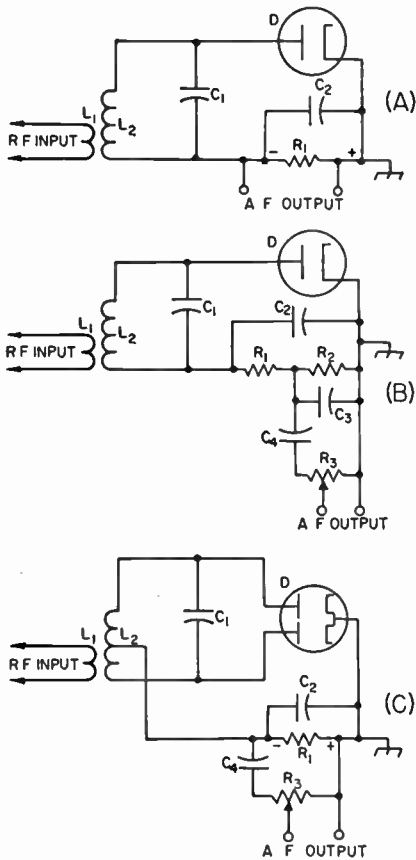 D
(A)
C1
C2
L1
L2
RF INPUT
- R1 +
A F OUTPUT
D
C1
C2
(B)
L1
L2
RF INPUT
R1
R2
C3
C4
R3
A F OUTPUT
D
C1
L1
L2
RF INPUT
(C)
C2
- R1 +
C4
R3
A F OUTPUT